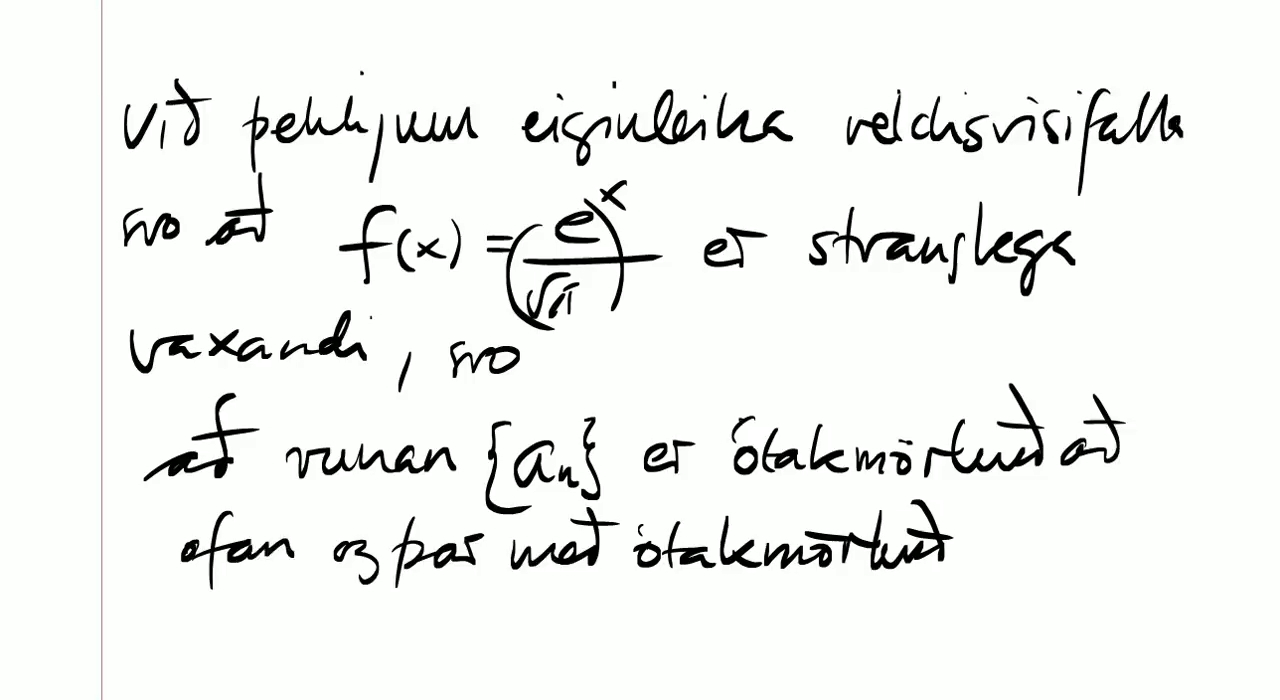 Við þekkjum eiginleika veldisvísifalla
svo að f(x) = (e/√π)^x er stranglega
vaxandi, svo
að runan {aₙ} er ótakmörkuð að
ofan og þar með ótakmörkuð